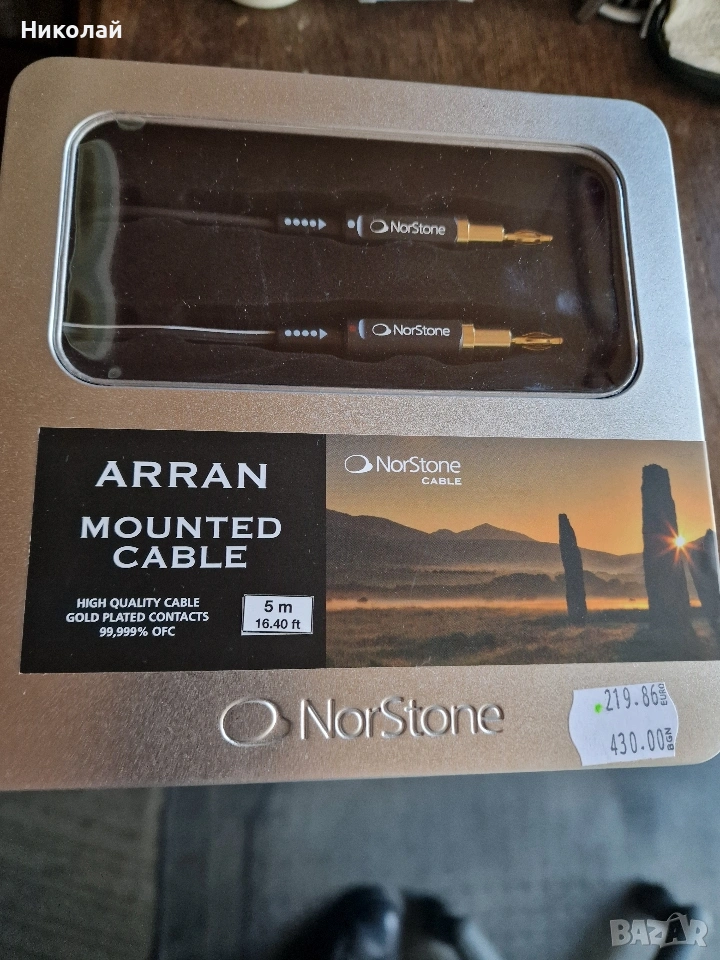 Николай
NorStone
NorStone
ARRAN
MOUNTED
CABLE
HIGH QUALITY CABLE
GOLD PLATED CONTACTS
99,999% OFC
5 m
16.40 ft
NorStone
CABLE
NorStone
219.86 EURO
430.00 BGN
BAZAR